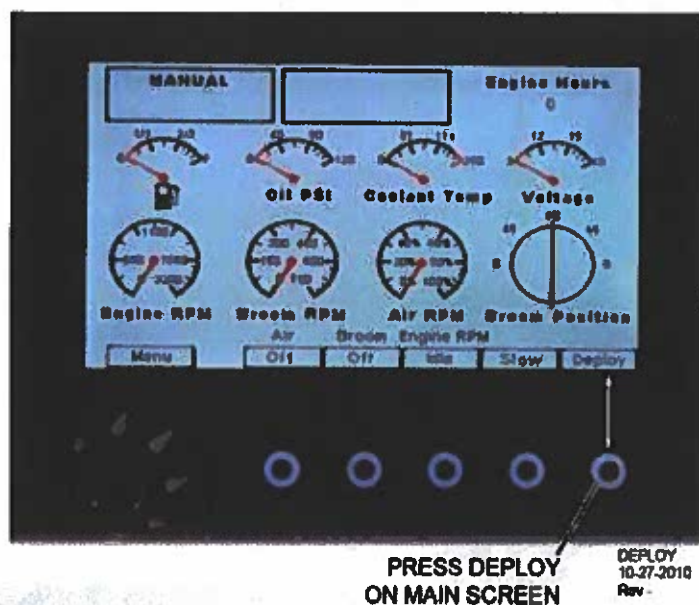 MANUAL
Engine Hours
0
Oil PSI
Coolant Temp
Voltage
Engine RPM
Broom RPM
Air RPM
Broom Position
Air Broom Engine RPM
Menu Off Off Idle Stow Deploy
PRESS DEPLOY
ON MAIN SCREEN
DEPLOY
10-27-2010
Rev -